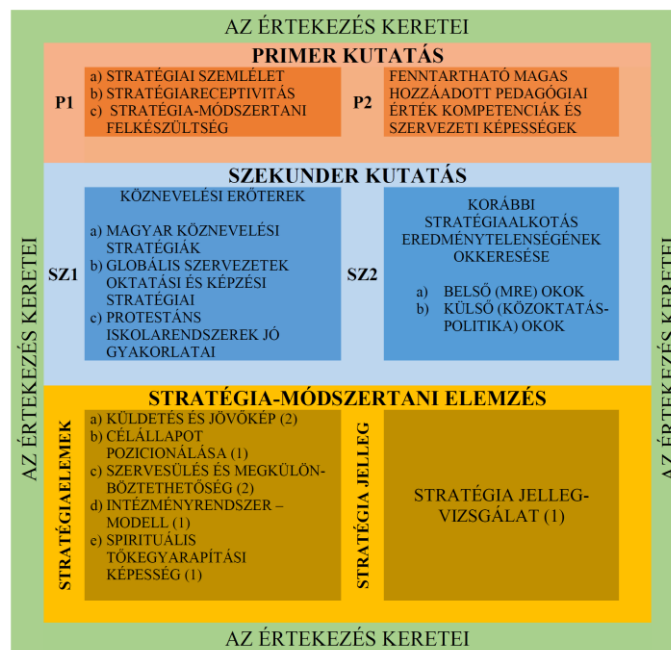 AZ ÉRTEKEZÉS KERETEI
PRIMER KUTATÁS
P1
a) STRATÉGIAI SZEMLÉLET
b) STRATÉGIARECEPTIVITÁS
c) STRATÉGIA-MÓDSZERTANI
FELKÉSZÜLTSÉG
P2
FENNTARTHATÓ MAGAS
HOZZÁADOTT PEDAGÓGIAI
ÉRTÉK KOMPETENCIÁK ÉS
SZERVEZETI KÉPESSÉGEK
AZ ÉRTEKEZÉS KERETEI
SZEKUNDER KUTATÁS
SZ1
KÖZNEVELÉSI ERŐTEREK
a) MAGYAR KÖZNEVELÉSI
STRATÉGIÁK
b) GLOBÁLIS SZERVEZETEK
OKTATÁSI ÉS KÉPZÉSI
STRATÉGIAI
c) PROTESTÁNS
ISKOLARENDSZEREK JÓ
GYAKORLATAI
SZ2
KORÁBBI
STRATÉGIAALKOTÁS
EREDMÉNYTELENSÉGÉNEK
OKKERESÉSE
a) BELSŐ (MRE) OKOK
b) KÜLSŐ (KÖZOKTATÁS-
POLITIKA) OKOK
AZ ÉRTEKEZÉS KERETEI
STRATÉGIA-MÓDSZERTANI ELEMZÉS
STRATÉGIAELEMEK
a) KÜLDETÉS ÉS JÖVŐKÉP (2)
b) CÉLÁLLAPOT
POZICIONÁLÁSA (1)
c) SZERVESÜLÉS ÉS MEGKÜLÖN-
BÖZTETHETŐSÉG (2)
d) INTÉZMÉNYRENDSZER –
MODELL (1)
e) SPIRITUÁLIS
TŐKEGYARAPÍTÁSI
KÉPESSÉG (1)
STRATÉGIA JELLEG
STRATÉGIA JELLEG-
VIZSGÁLAT (1)
AZ ÉRTEKEZÉS KERETEI